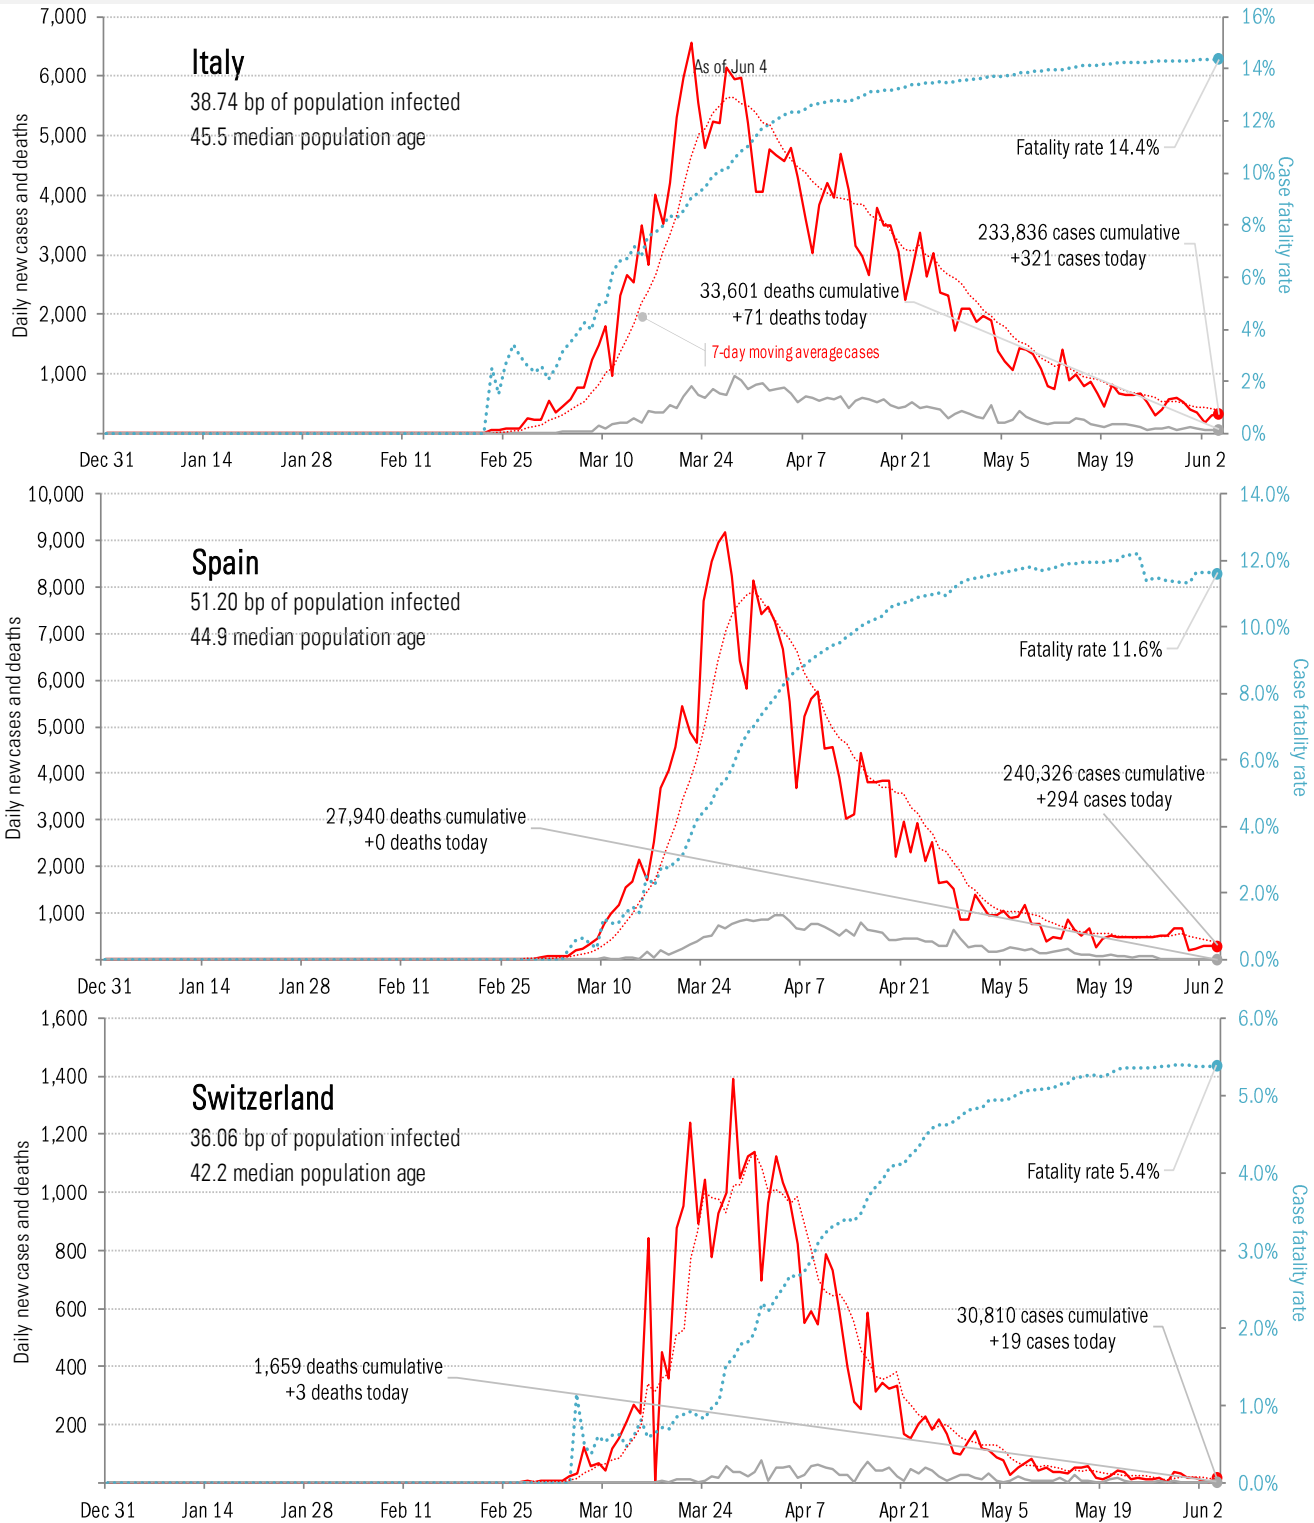 7,000
6,000
5,000
4,000
3,000
2,000
1,000
Daily new cases and deaths
Italy
38.74 bp of population infected
45.5 median population age
As of Jun 4
Fatality rate 14.4%
233,836 cases cumulative
+321 cases today
33,601 deaths cumulative
+71 deaths today
7-day moving average cases
16%
14%
12%
10%
8%
6%
4%
2%
0%
Case fatality rate
Dec 31 Jan 14 Jan 28 Feb 11 Feb 25 Mar 10 Mar 24 Apr 7 Apr 21 May 5 May 19 Jun 2
10,000
9,000
8,000
7,000
6,000
5,000
4,000
3,000
2,000
1,000
Daily new cases and deaths
Spain
51.20 bp of population infected
44.9 median population age
Fatality rate 11.6%
240,326 cases cumulative
+294 cases today
27,940 deaths cumulative
+0 deaths today
14.0%
12.0%
10.0%
8.0%
6.0%
4.0%
2.0%
0.0%
Case fatality rate
Dec 31 Jan 14 Jan 28 Feb 11 Feb 25 Mar 10 Mar 24 Apr 7 Apr 21 May 5 May 19 Jun 2
1,600
1,400
1,200
1,000
800
600
400
200
Daily new cases and deaths
Switzerland
36.06 bp of population infected
42.2 median population age
Fatality rate 5.4%
30,810 cases cumulative
+19 cases today
1,659 deaths cumulative
+3 deaths today
6.0%
5.0%
4.0%
3.0%
2.0%
1.0%
0.0%
Case fatality rate
Dec 31 Jan 14 Jan 28 Feb 11 Feb 25 Mar 10 Mar 24 Apr 7 Apr 21 May 5 May 19 Jun 2